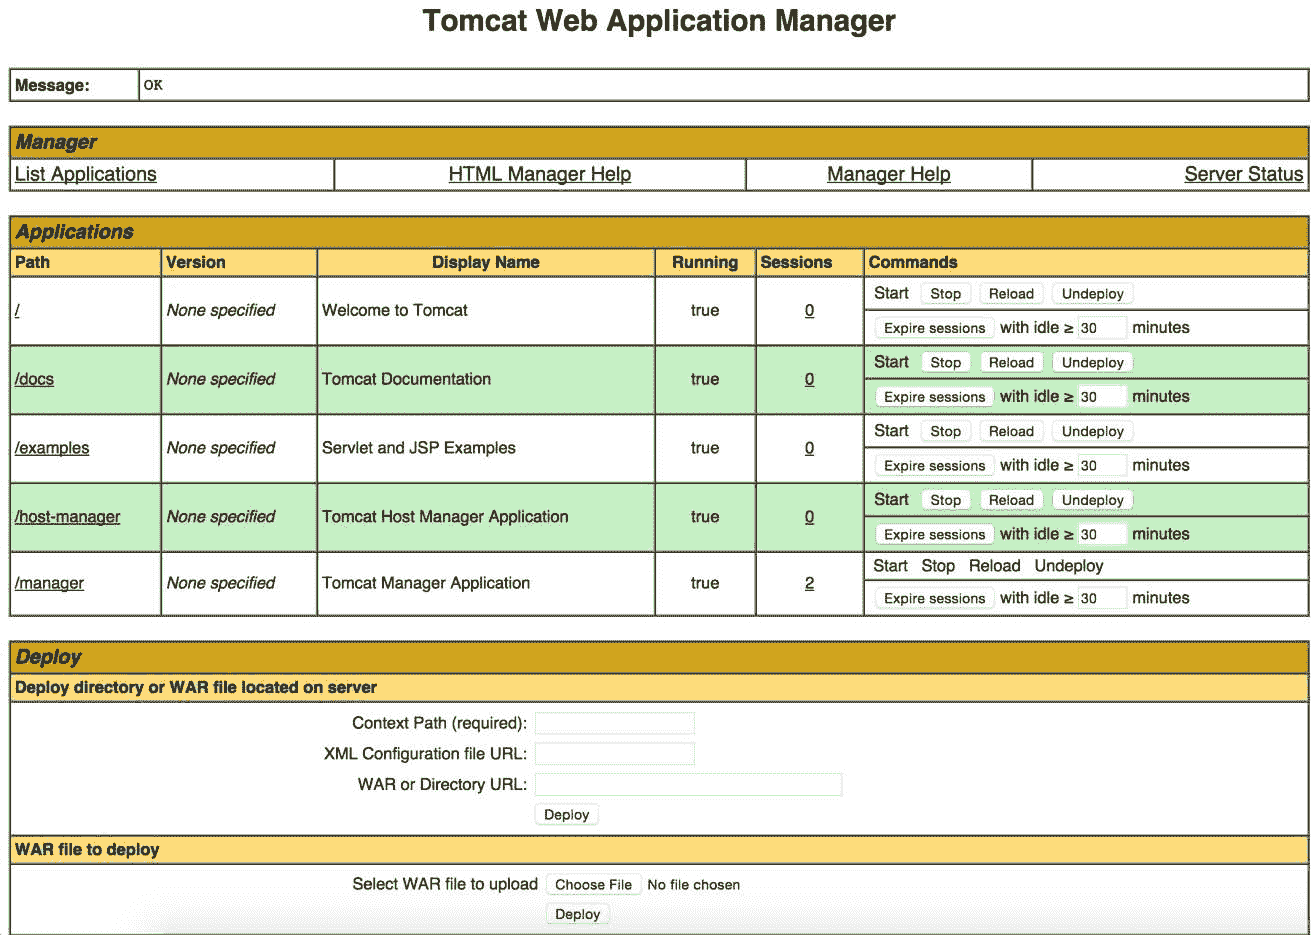 Tomcat Web Application Manager
Message: OK
Manager
List Applications HTML Manager Help Manager Help Server Status
Applications
Path Version Display Name Running Sessions Commands
/ None specified Welcome to Tomcat true 0 Start Stop Reload Undeploy
Expire sessions with idle ≥ 30 minutes
/docs None specified Tomcat Documentation true 0 Start Stop Reload Undeploy
Expire sessions with idle ≥ 30 minutes
/examples None specified Servlet and JSP Examples true 0 Start Stop Reload Undeploy
Expire sessions with idle ≥ 30 minutes
/host-manager None specified Tomcat Host Manager Application true 0 Start Stop Reload Undeploy
Expire sessions with idle ≥ 30 minutes
/manager None specified Tomcat Manager Application true 2 Start Stop Reload Undeploy
Expire sessions with idle ≥ 30 minutes
Deploy
Deploy directory or WAR file located on server
Context Path (required):
XML Configuration file URL:
WAR or Directory URL:
Deploy
WAR file to deploy
Select WAR file to upload Choose File No file chosen
Deploy